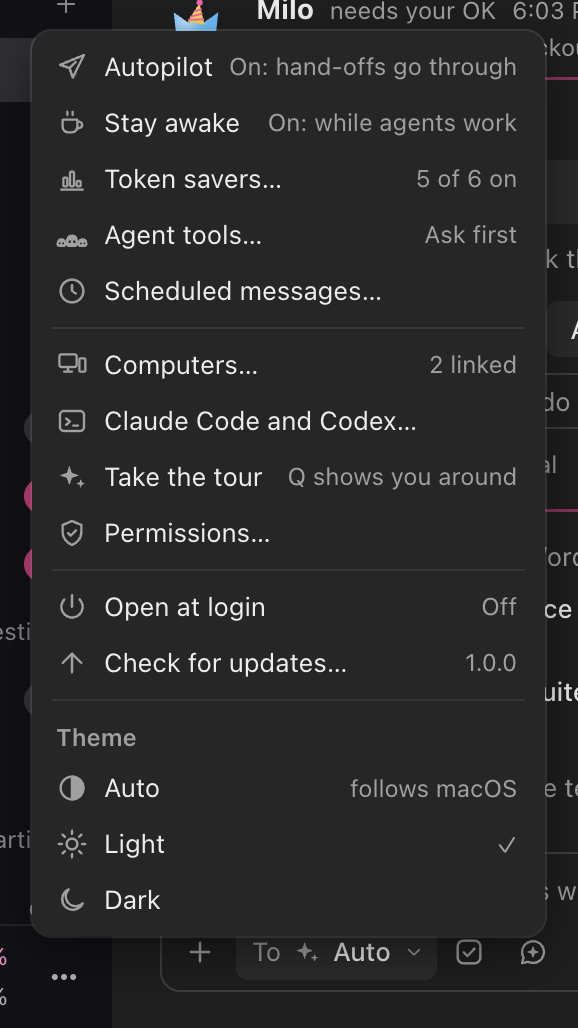 Milo needs your OK 6:03
Autopilot On: hand-offs go through
Stay awake On: while agents work
Token savers... 5 of 6 on
Agent tools... Ask first
Scheduled messages...
Computers... 2 linked
Claude Code and Codex...
Take the tour Q shows you around
Permissions...
Open at login Off
Check for updates... 1.0.0
Theme
Auto follows macOS
Light
Dark
To Auto